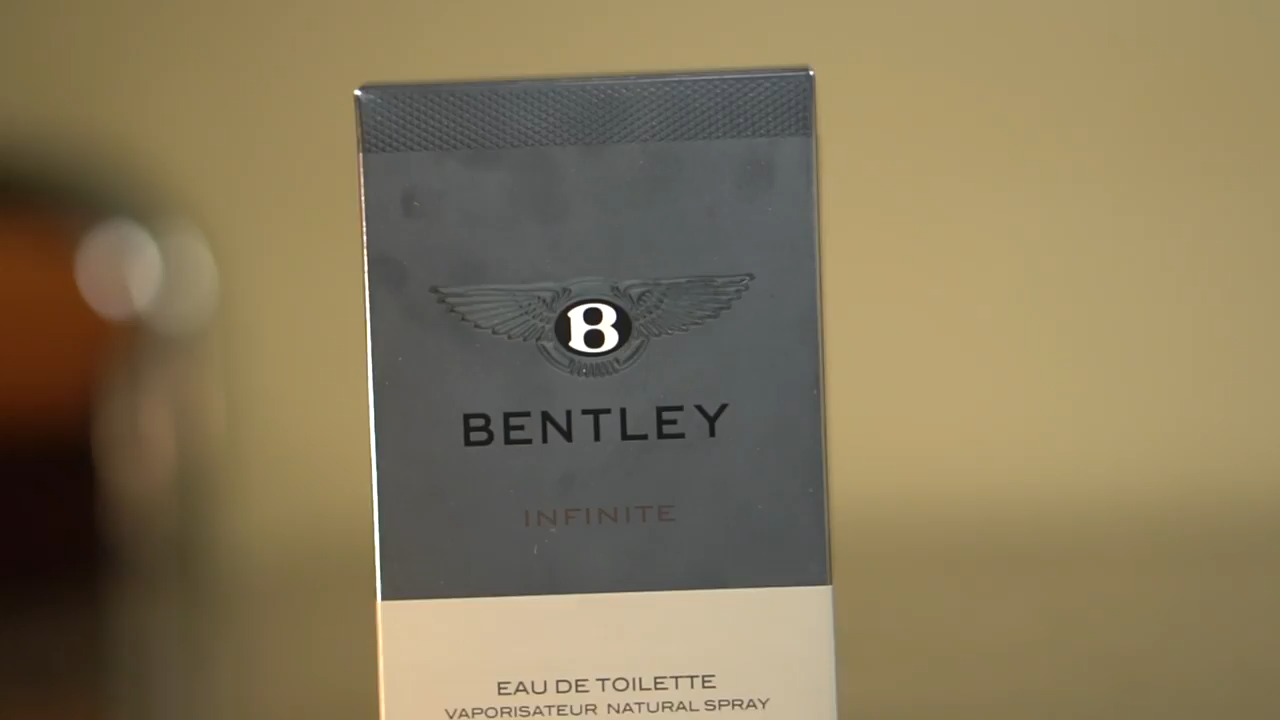 B
BENTLEY
INFINITE
EAU DE TOILETTE
VAPORISATEUR NATURAL SPRAY